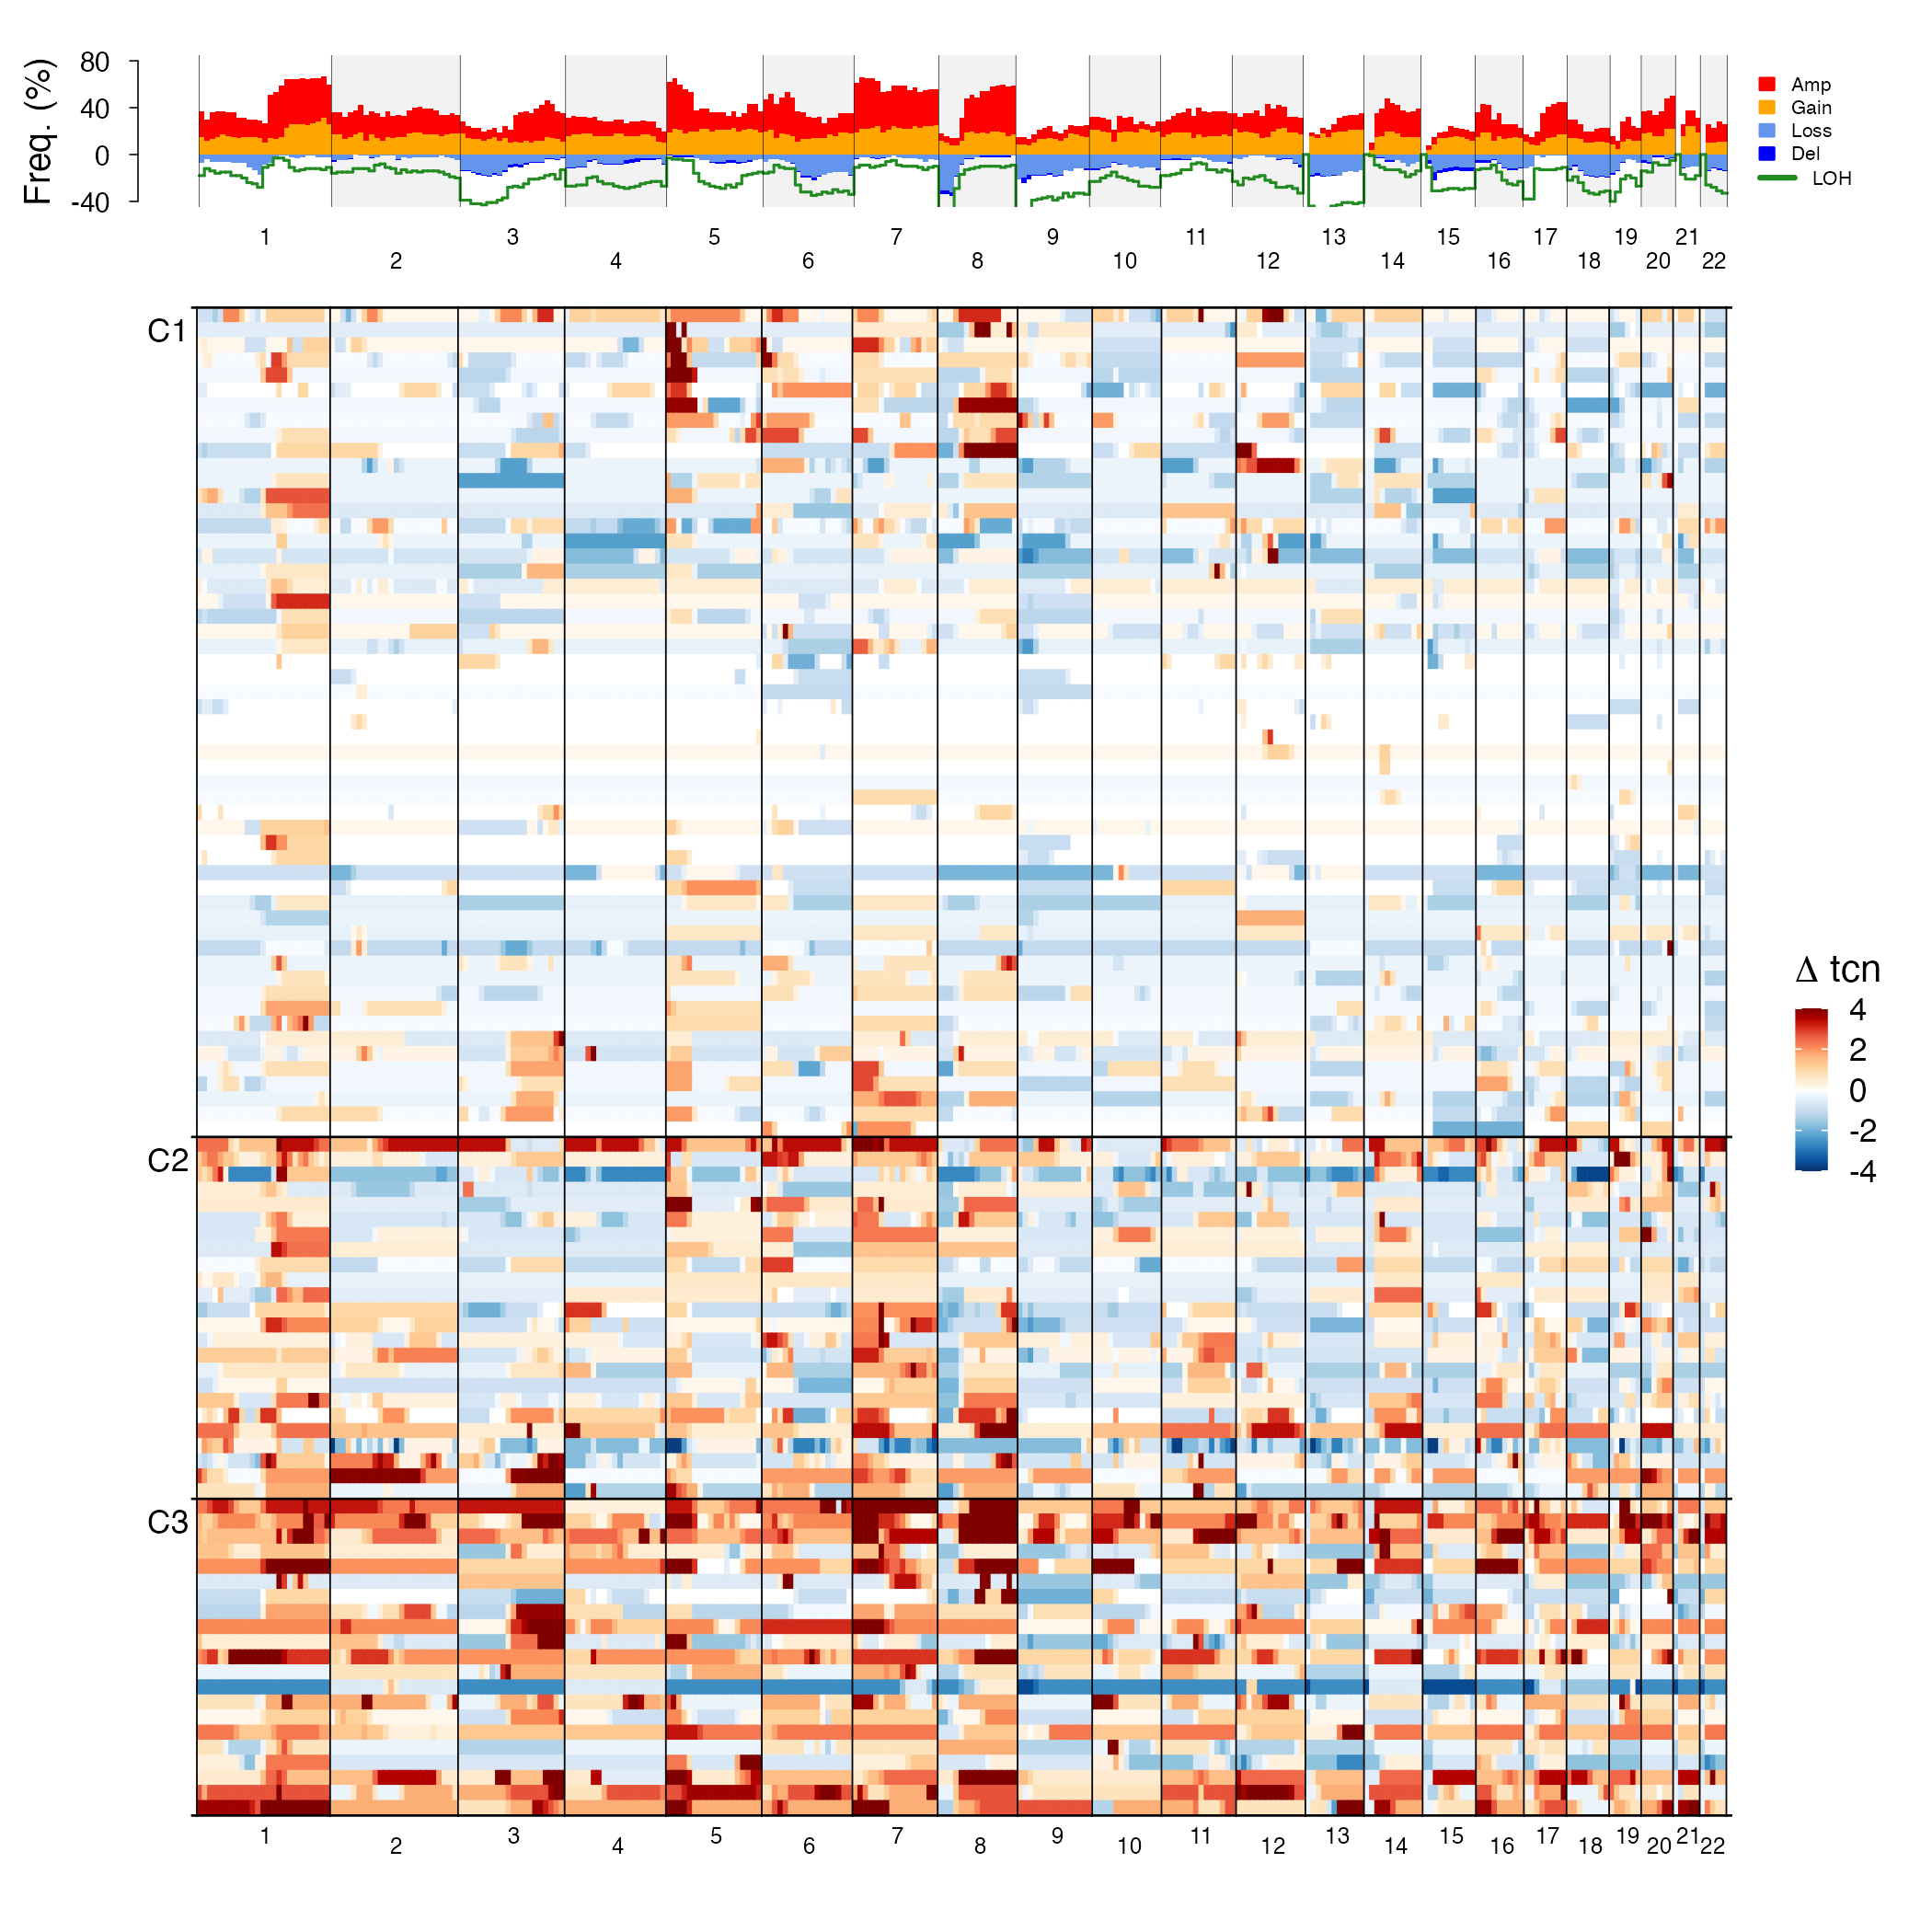 Freq. (%)
80
40
0
-40
Amp
Gain
Loss
Del
LOH
1 3 5 7 9 11 13 15 17 19 21
2 4 6 8 10 12 14 16 18 20 22
C1
C2
C3
Δ tcn
4
2
0
-2
-4
1 3 5 7 9 11 13 15 17 19 21
2 4 6 8 10 12 14 16 18 20 22